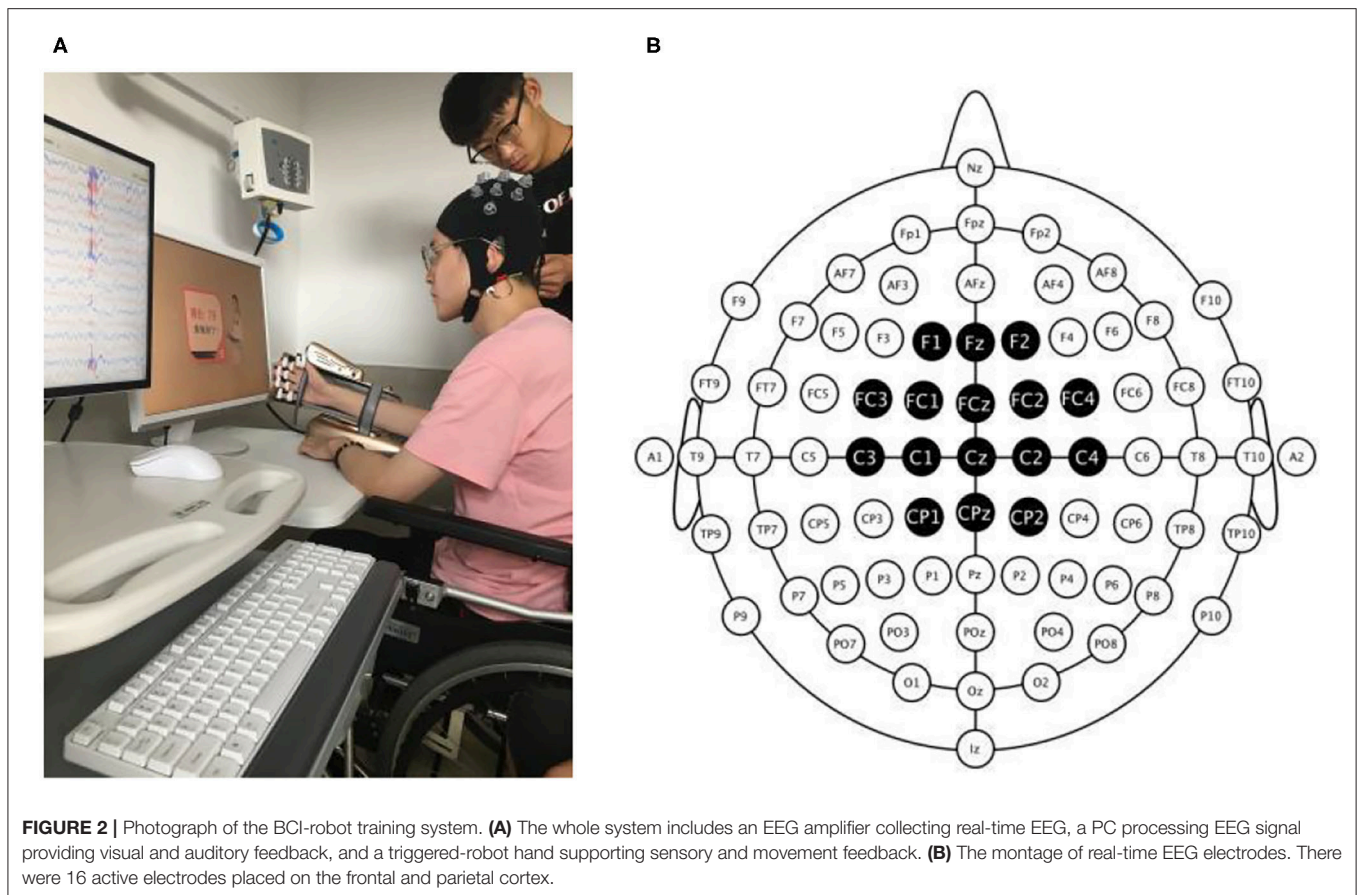 A
B
OF
Nz
Fp1 Fpz Fp2
AF7 AF3 AFz AF4 AF8
F9 F7 F5 F3 F1 Fz F2 F4 F6 F8 F10
FT9 FT7 FC5 FC3 FC1 FCz FC2 FC4 FC6 FC8 FT10
A1 T9 T7 C5 C3 C1 Cz C2 C4 C6 T8 T10 A2
TP9 TP7 CP5 CP3 CP1 CPz CP2 CP4 CP6 TP8 TP10
P9 P7 P5 P3 P1 Pz P2 P4 P6 P8 P10
PO7 PO3 POz PO4 PO8
O1 Oz O2
Iz
FIGURE 2 | Photograph of the BCI-robot training system. (A) The whole system includes an EEG amplifier collecting real-time EEG, a PC processing EEG signal
providing visual and auditory feedback, and a triggered-robot hand supporting sensory and movement feedback. (B) The montage of real-time EEG electrodes. There
were 16 active electrodes placed on the frontal and parietal cortex.